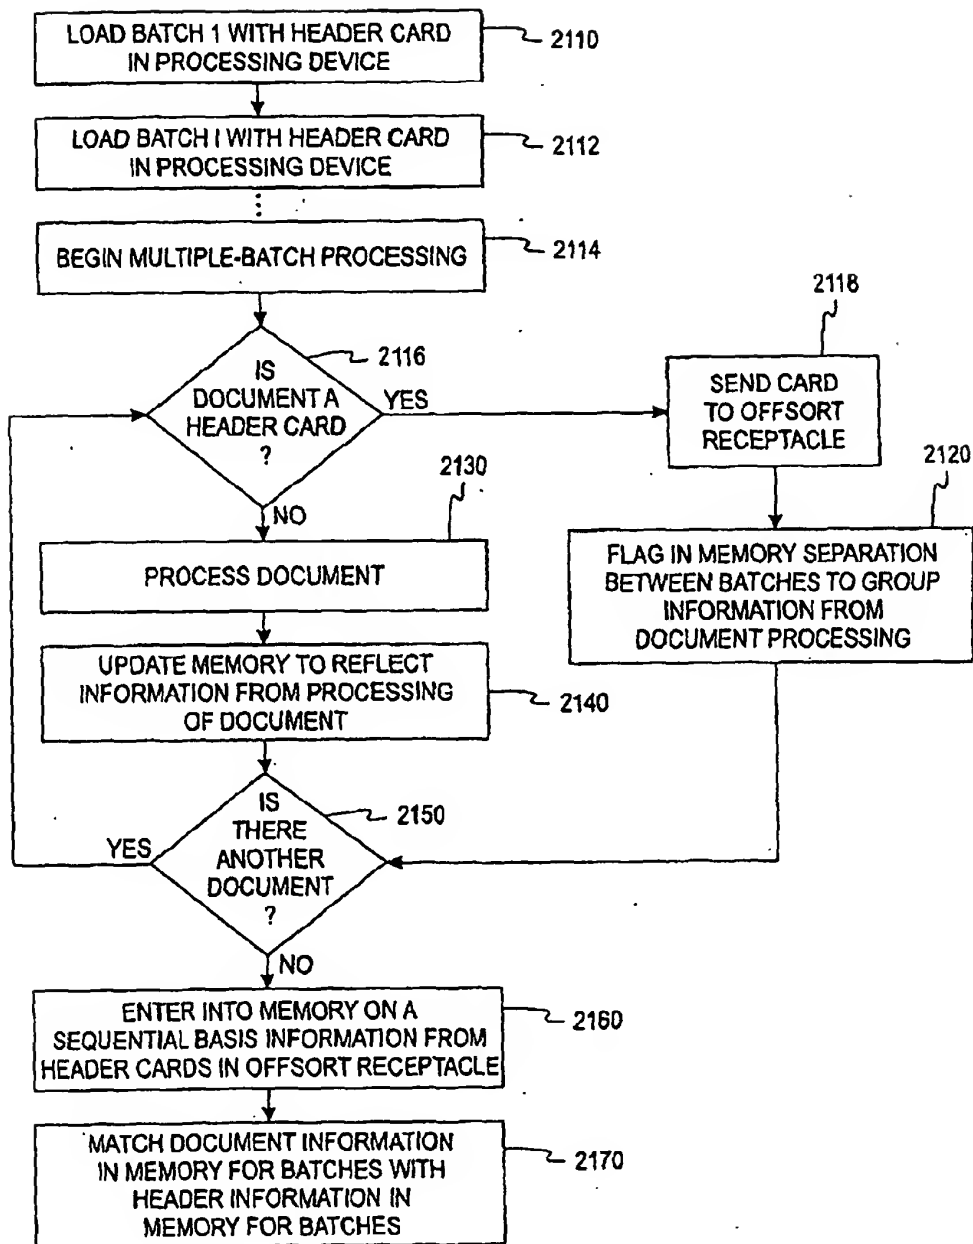 LOAD BATCH 1 WITH HEADER CARD
IN PROCESSING DEVICE
2110
LOAD BATCH I WITH HEADER CARD
IN PROCESSING DEVICE
2112
BEGIN MULTIPLE-BATCH PROCESSING
2114
IS
DOCUMENT A
HEADER CARD
?
2116
YES
2118
SEND CARD
TO OFFSORT
RECEPTACLE
2120
FLAG IN MEMORY SEPARATION
BETWEEN BATCHES TO GROUP
INFORMATION FROM
DOCUMENT PROCESSING
NO
2130
PROCESS DOCUMENT
UPDATE MEMORY TO REFLECT
INFORMATION FROM PROCESSING
OF DOCUMENT
2140
IS
THERE
ANOTHER
DOCUMENT
?
2150
YES
NO
ENTER INTO MEMORY ON A
SEQUENTIAL BASIS INFORMATION FROM
HEADER CARDS IN OFFSORT RECEPTACLE
2160
MATCH DOCUMENT INFORMATION
IN MEMORY FOR BATCHES WITH
HEADER INFORMATION IN
MEMORY FOR BATCHES
2170